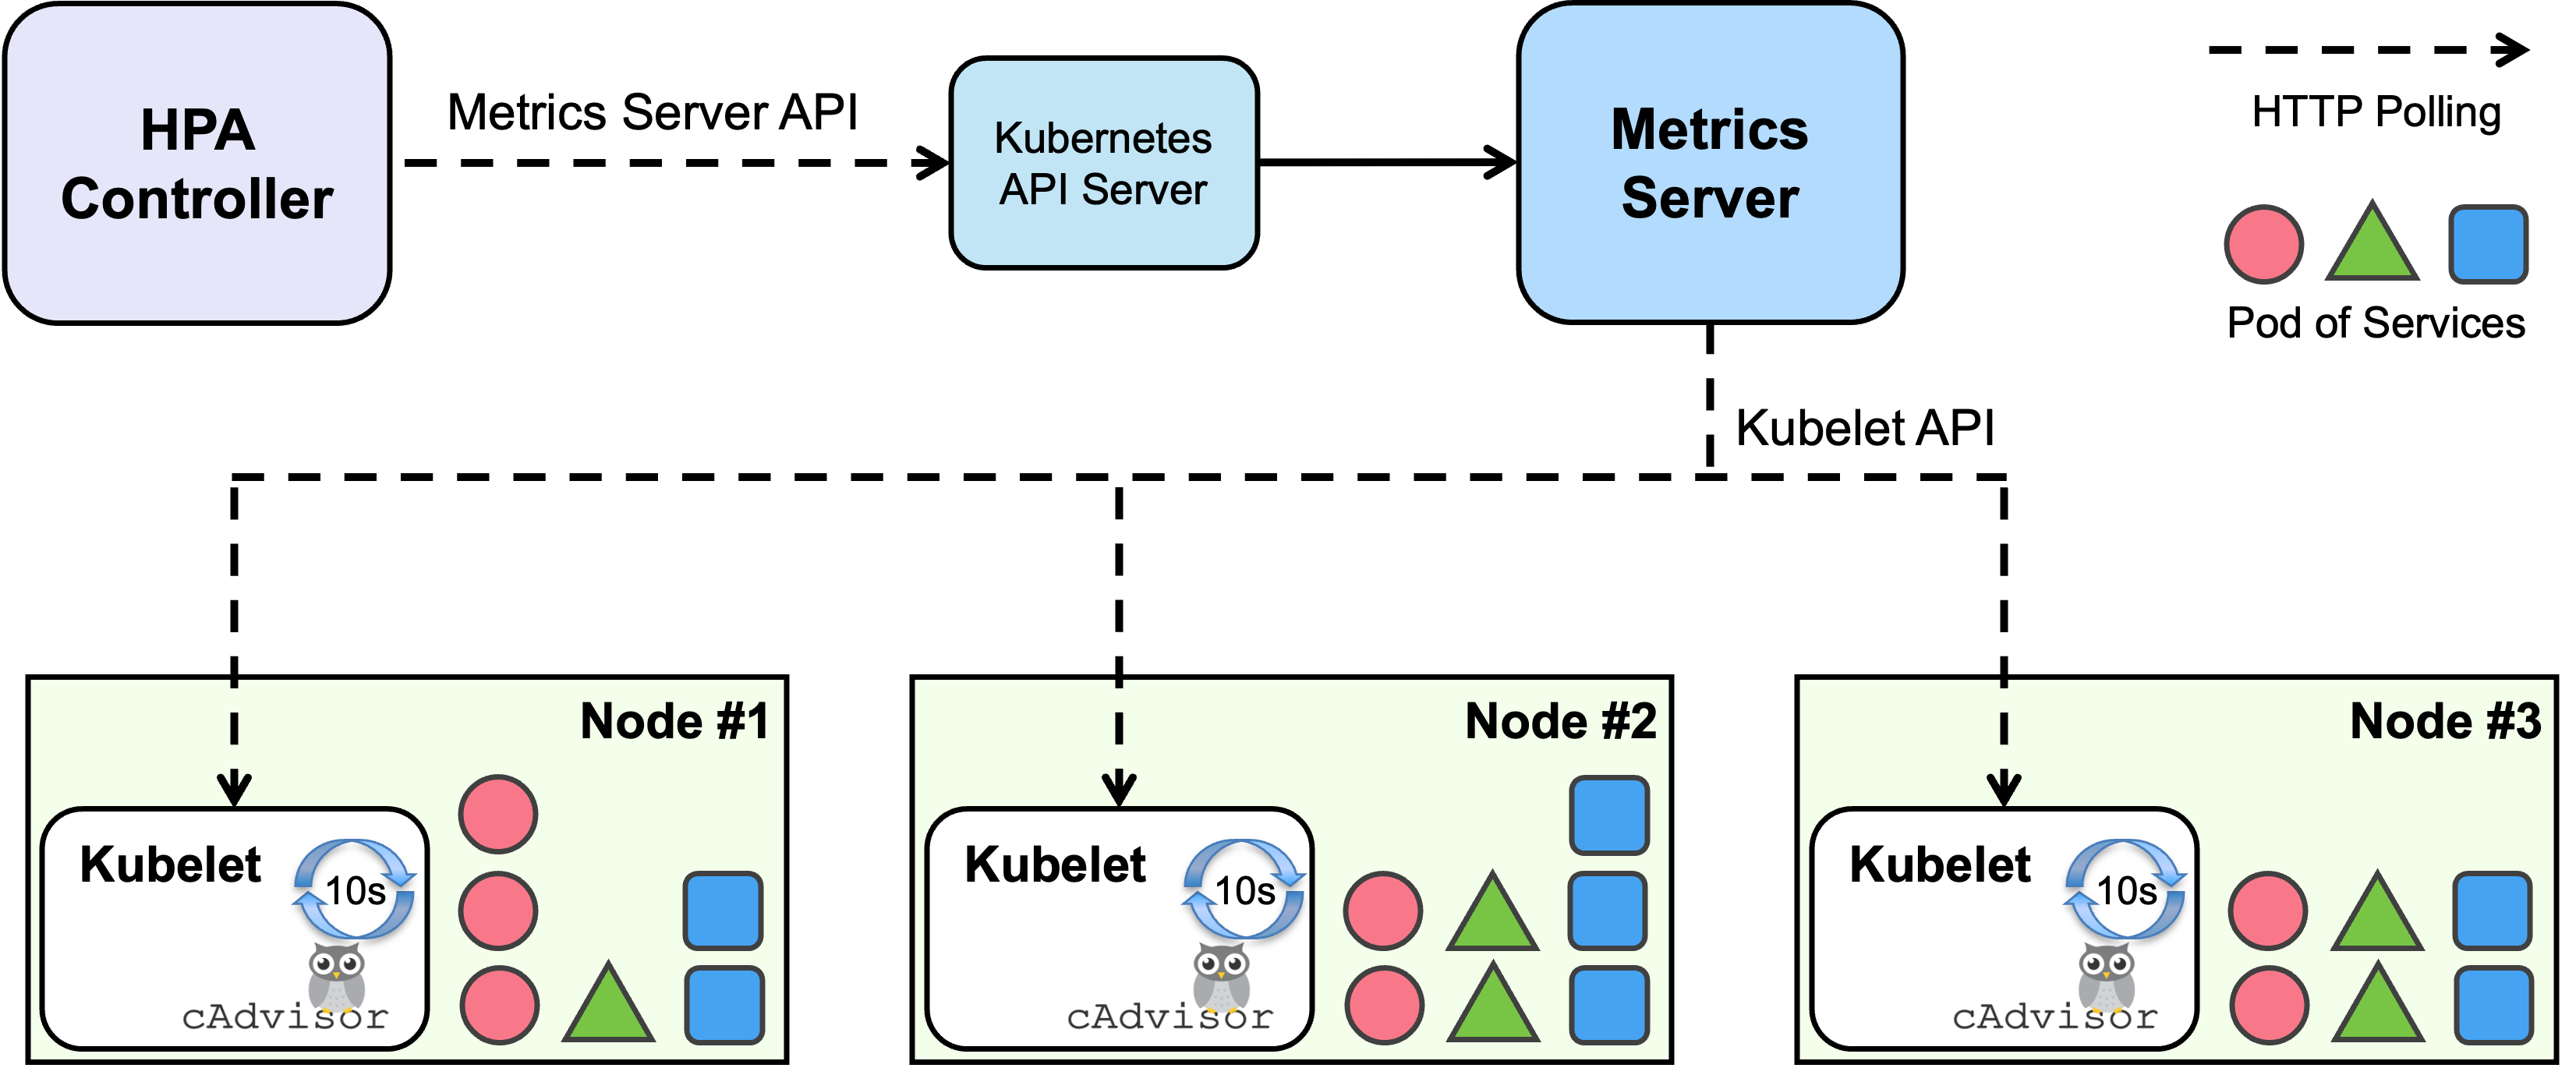 HPA
Controller
Metrics Server API
Kubernetes
API Server
Metrics
Server
HTTP Polling
Pod of Services
Kubelet API
Node #1
Kubelet
10s
cAdvisor
Node #2
Kubelet
10s
cAdvisor
Node #3
Kubelet
10s
cAdvisor